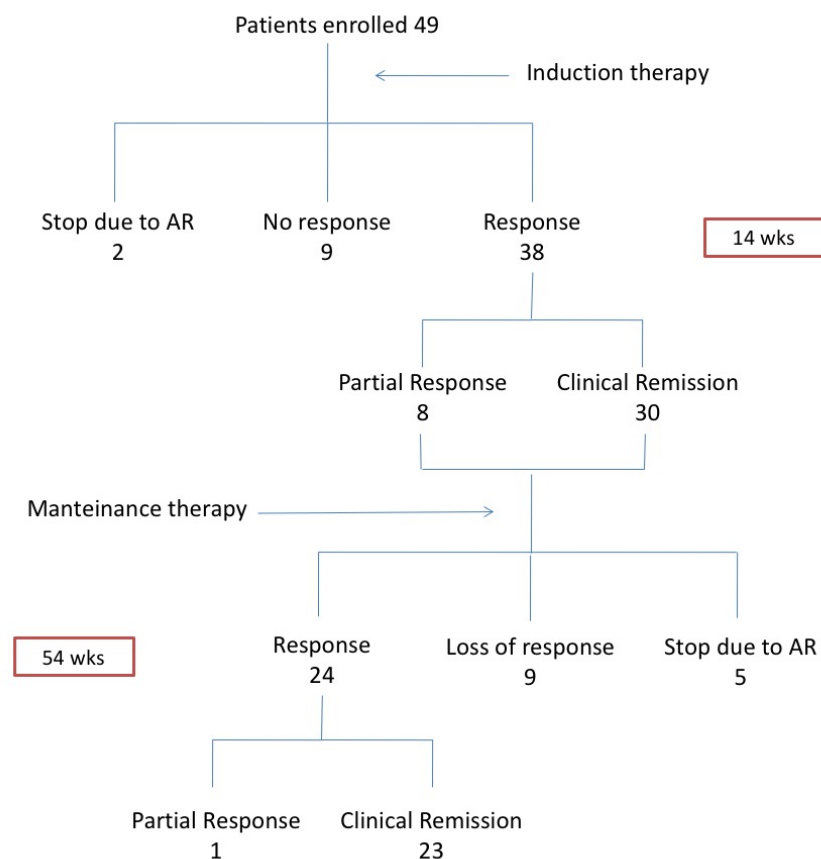 Patients enrolled 49
Induction therapy
Stop due to AR
2
No response
9
Response
38
14 wks
Partial Response
8
Clinical Remission
30
Manteinance therapy
54 wks
Response
24
Loss of response
9
Stop due to AR
5
Partial Response
1
Clinical Remission
23